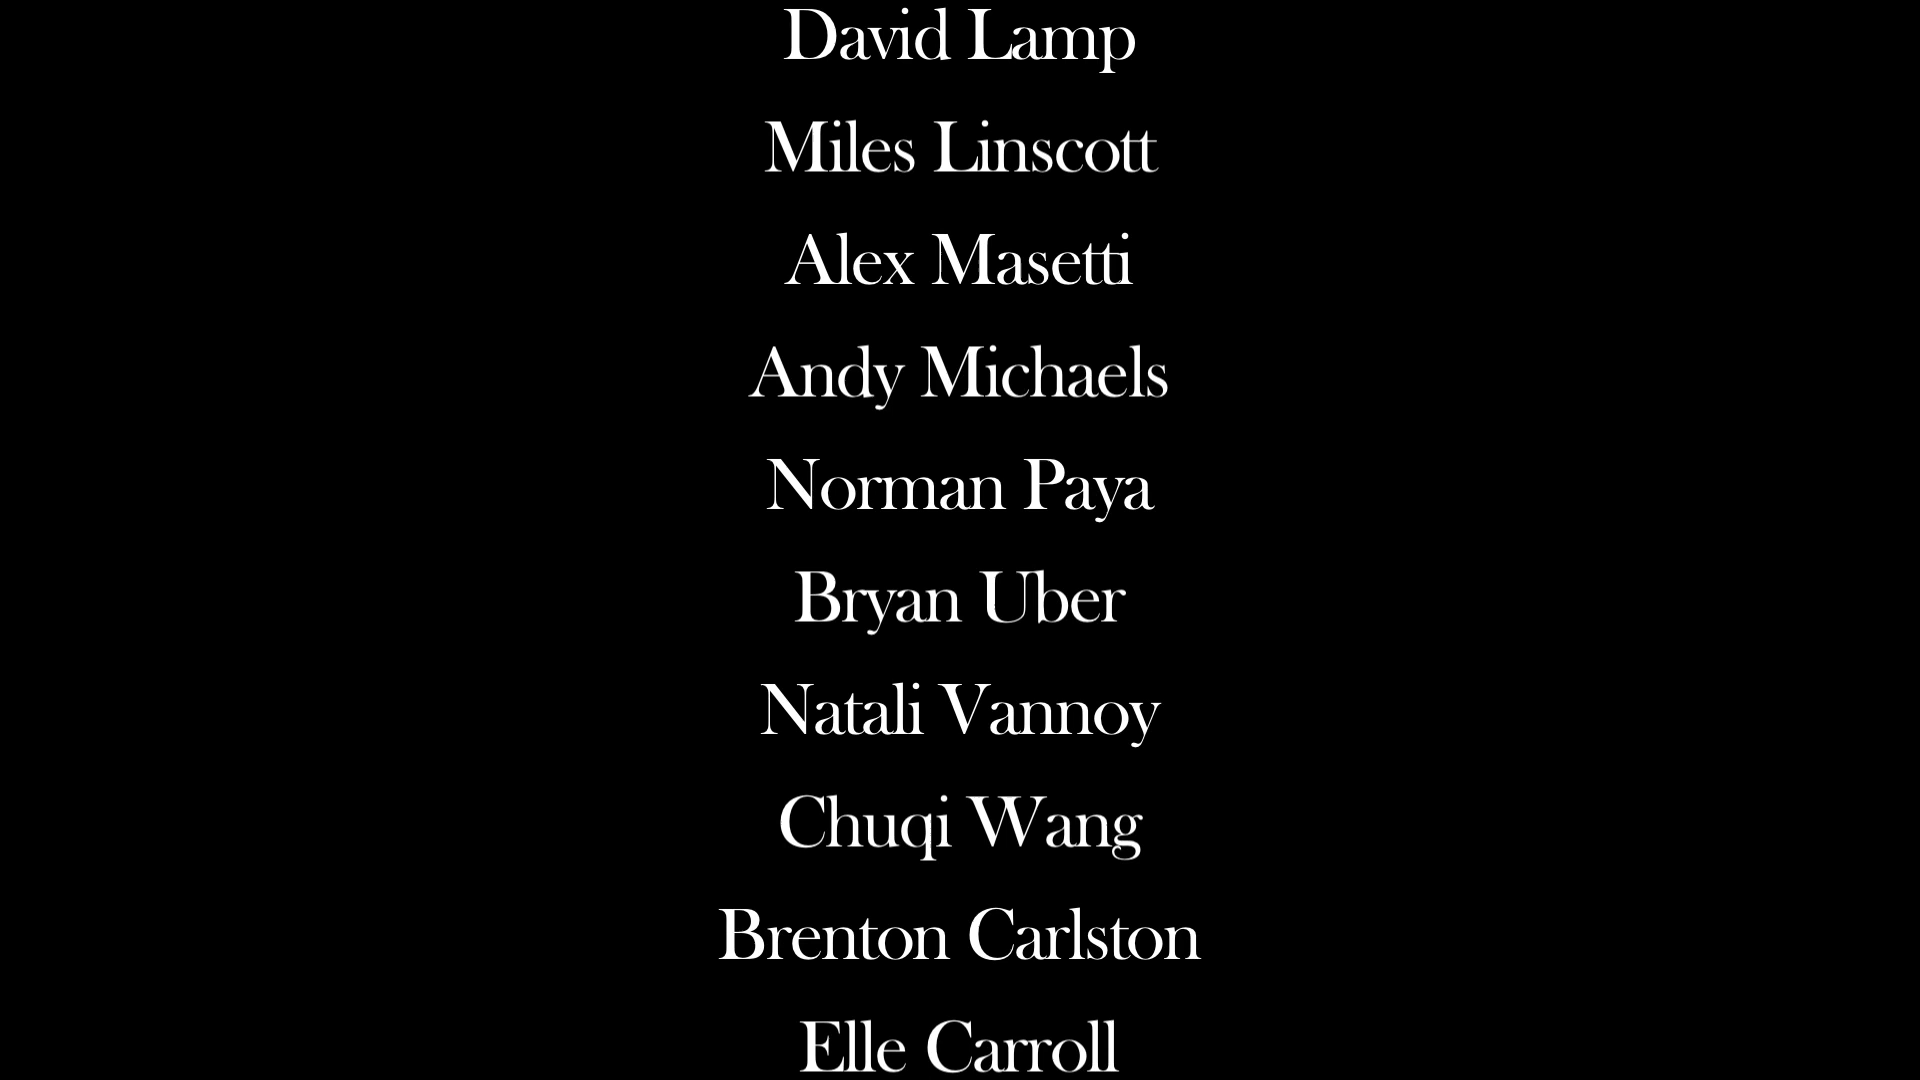 David Lamp
Miles Linscott
Alex Masetti
Andy Michaels
Norman Paya
Bryan Uber
Natali Vannoy
Chuqi Wang
Brenton Carlston
Elle Carroll